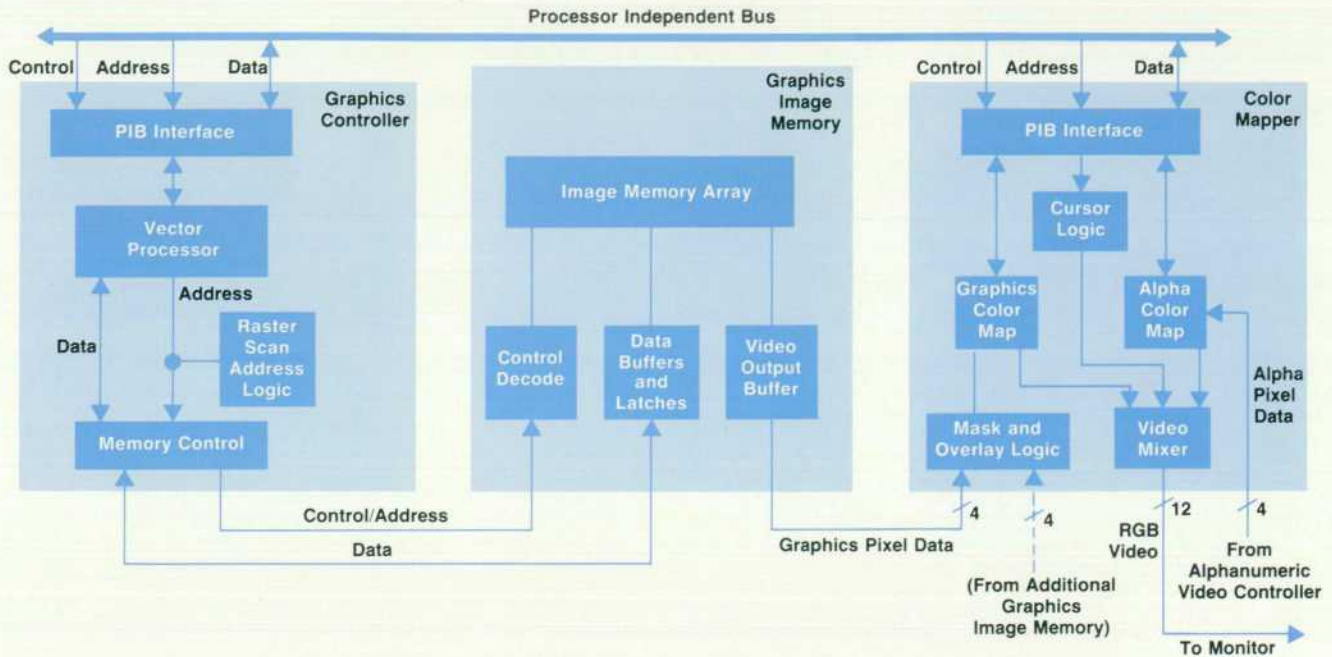 Processor Independent Bus
Control
Address
Data
Graphics
Controller
PIB Interface
Vector
Processor
Address
Data
Raster
Scan
Address
Logic
Memory Control
Control/Address
Data
Graphics
Image
Memory
Image Memory Array
Control
Decode
Data
Buffers
and
Latches
Video
Output
Buffer
Graphics Pixel Data
Control
Address
Data
Color
Mapper
PIB Interface
Cursor
Logic
Graphics
Color
Map
Alpha
Color
Map
Alpha
Pixel
Data
Mask and
Overlay Logic
Video
Mixer
4
4
12
4
RGB
Video
From
Alphanumeric
Video Controller
(From Additional
Graphics
Image Memory)
To Monitor